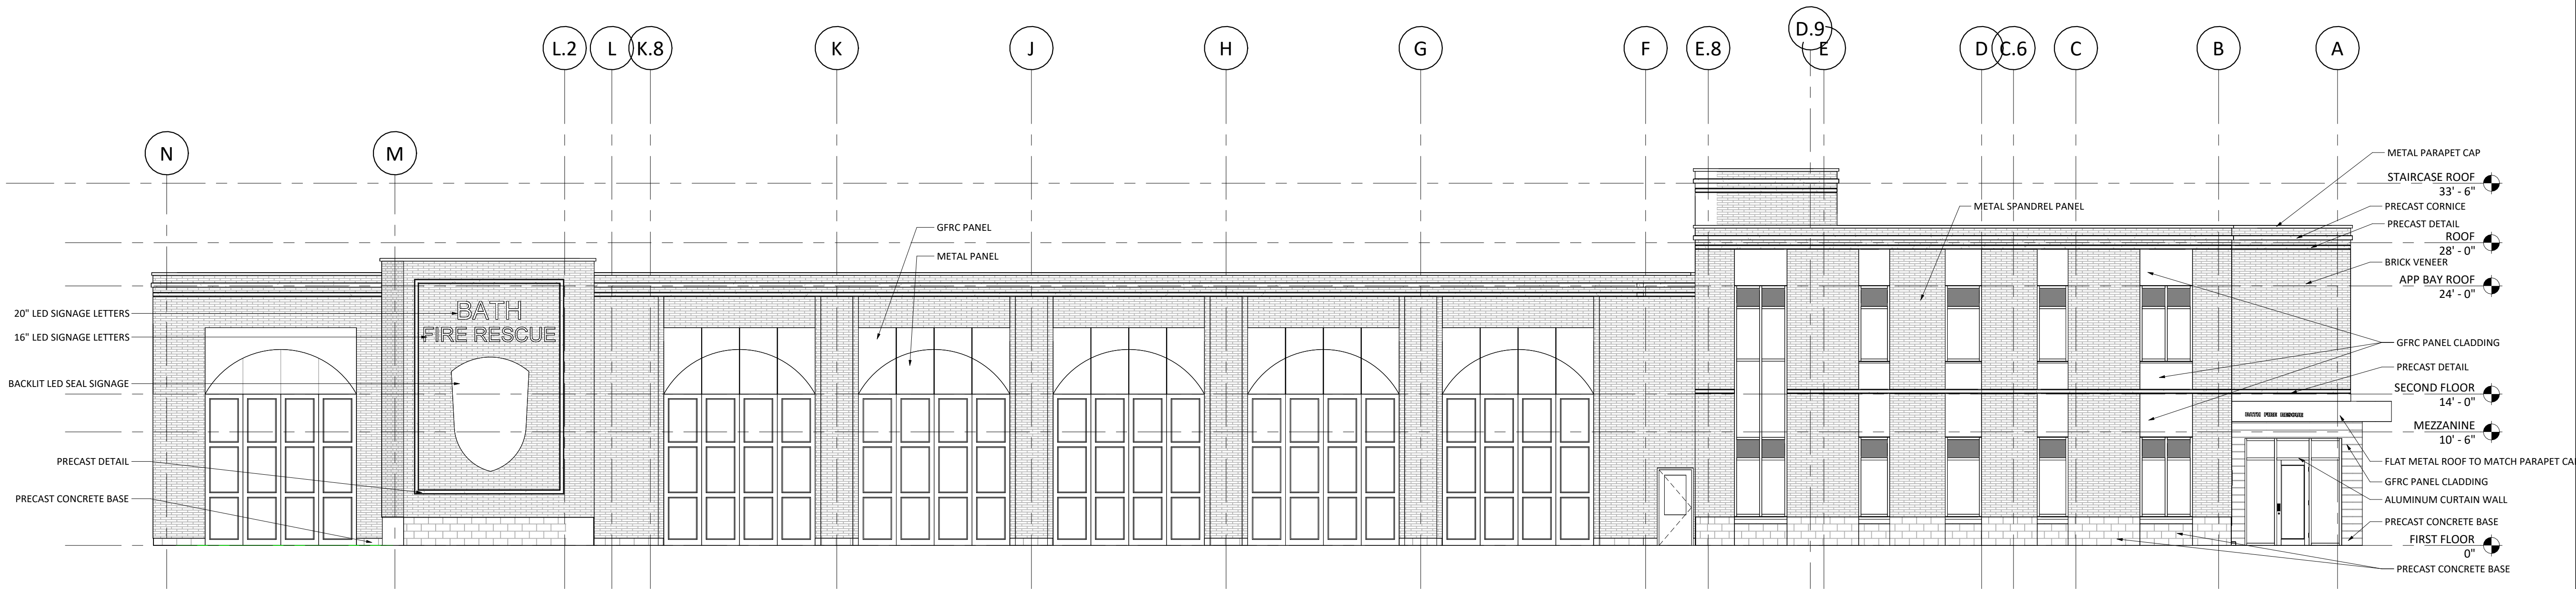 D.9
L.2
L
K.8
K
J
H
G
F
E.8
E
D
C.6
C
B
A
N
M
METAL PARAPET CAP
STAIRCASE ROOF
33' - 6"
METAL SPANDREL PANEL
PRECAST CORNICE
PRECAST DETAIL
GFRC PANEL
ROOF
28' - 0"
METAL PANEL
BRICK VENEER
APP BAY ROOF
24' - 0"
20" LED SIGNAGE LETTERS
BATH
16" LED SIGNAGE LETTERS
FIRE RESCUE
GFRC PANEL CLADDING
PRECAST DETAIL
BACKLIT LED SEAL SIGNAGE
SECOND FLOOR
14' - 0"
BATH FIRE RESCUE
MEZZANINE
10' - 6"
PRECAST DETAIL
FLAT METAL ROOF TO MATCH PARAPET CA
GFRC PANEL CLADDING
PRECAST CONCRETE BASE
ALUMINUM CURTAIN WALL
PRECAST CONCRETE BASE
FIRST FLOOR
0"
PRECAST CONCRETE BASE